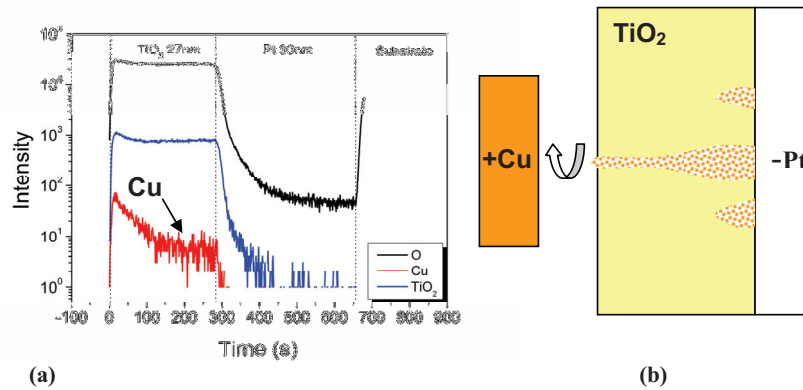 10⁵
TiOx 27nm
Pt 30nm
Substrate
10⁴
10³
10²
10¹
10⁰
Intensity
Cu
O
Cu
TiO₂
-100 0 100 200 300 400 500 600 700 800 900
Time (s)
(a)
TiO₂
+Cu
-Pt
(b)